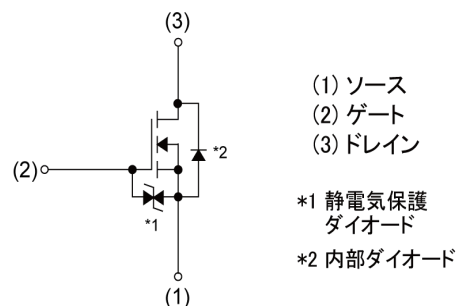 (3)
(1) ソース
(2) ゲート
(3) ドレイン
*2
(2)
*1
*1 静電気保護
ダイオード
*2 内部ダイオード
(1)